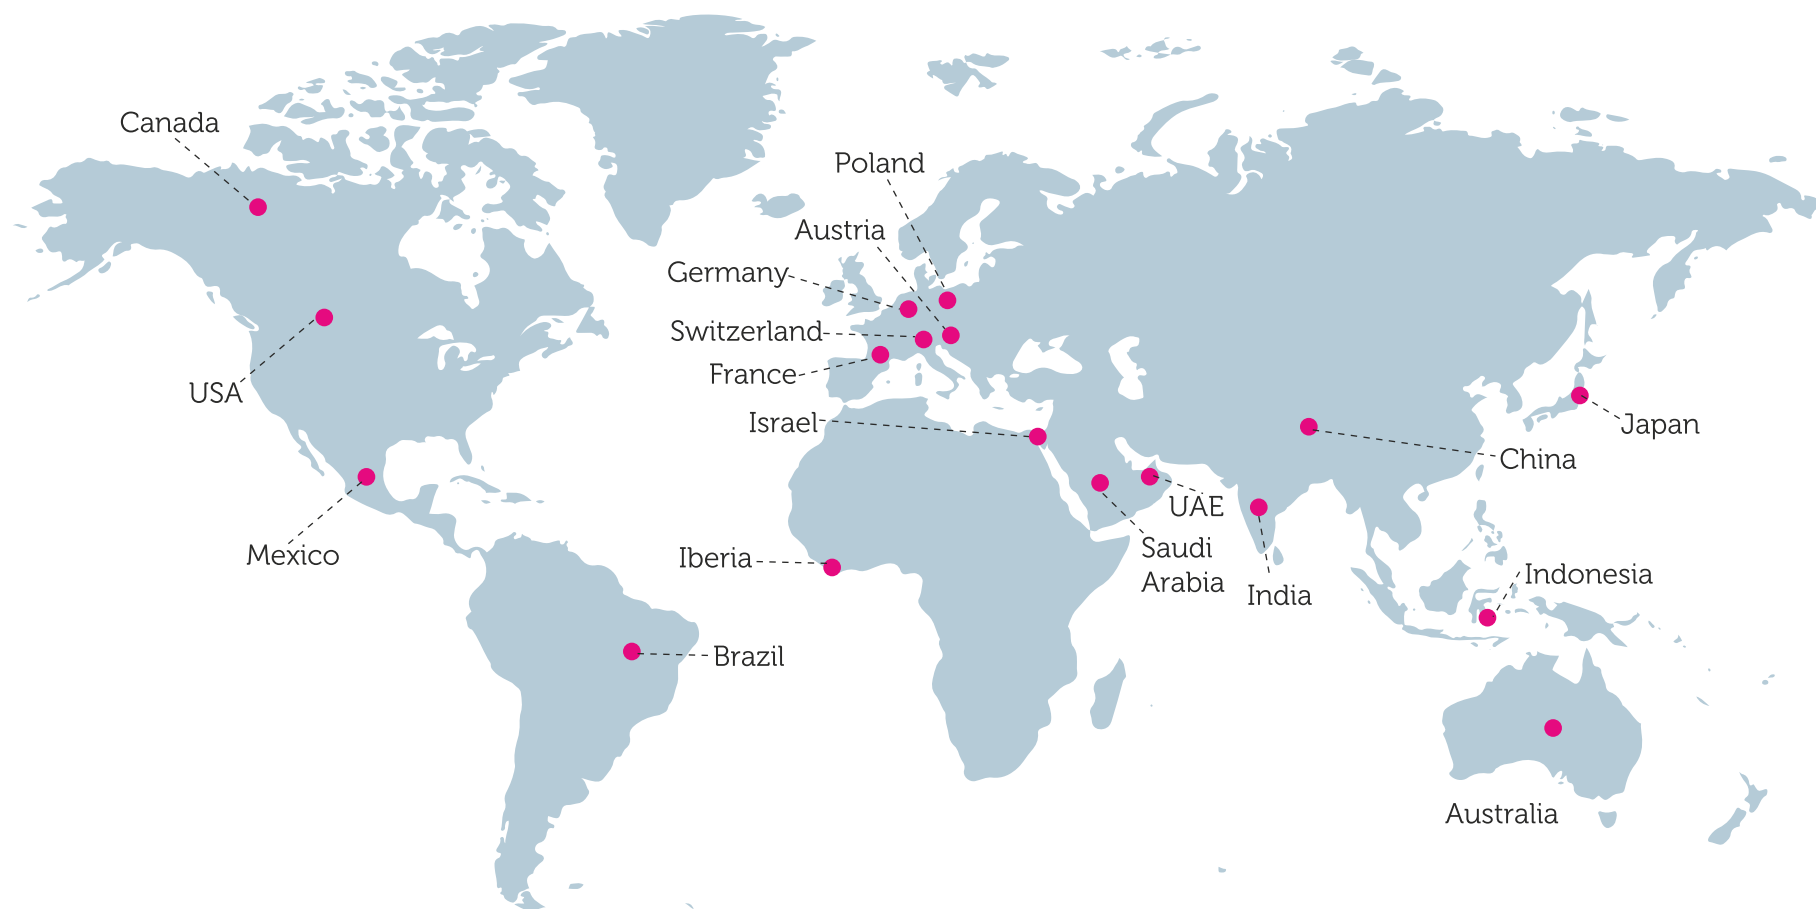 Canada
Poland
Austria
Germany
Switzerland
France
USA
Israel
Japan
China
UAE
Mexico
Iberia
Saudi
Arabia
India
Indonesia
Brazil
Australia